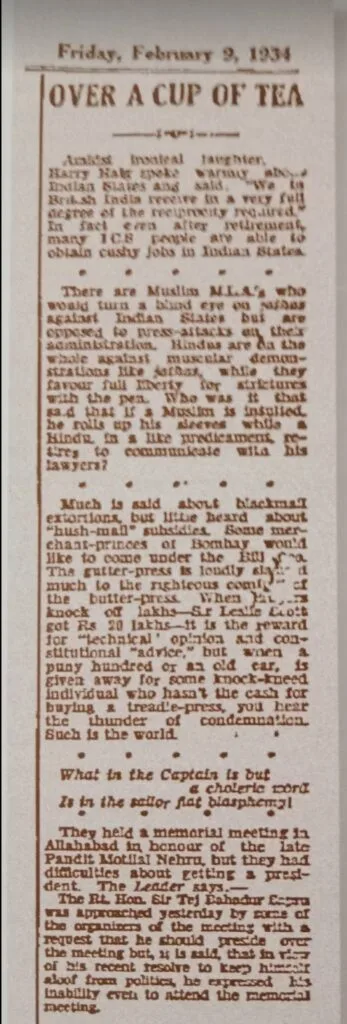 Friday, February 9, 1934
OVER A CUP OF TEA
Amidst ironical laughter,
Harry Haig spoke warmly about
Indian States and said, "We in
British India receive in a very full
degree of the reciprocity required."
In fact even after retirement,
many ICS people are able to
obtain cushy jobs in Indian States.
There are Muslim M.L.A.'s who
would turn a blind eye on jathas
against Indian States but are
opposed to press-attacks on their
administration. Hindus are on the
whole against muscular demon-
strations like jathas, while they
favour full liberty for strictures
with the pen. Who was it that
said that if a Muslim is insulted,
he rolls up his sleeves while a
Hindu, in a like predicament, re-
tires to communicate with his
lawyers?
Much is said about blackmail
extortions, but little heard about
"hush-mail" subsidies. Some mer-
chant-princes of Bombay would
like to come under the Bill
The gutter-press is loudly
much to the righteous of
the butter-press. When
knock off lakhs—Sir Leslie Scott
got Rs 20 lakhs—it is the reward
for "technical' opinion and con-
stitutional "advice," but when a
puny hundred or an old car, is
given away for some knock-kneed
individual who hasn't the cash for
buying a treadle-press, you hear
the thunder of condemnation.
Such is the world.
What in the Captain is but
a choleric word
Is in the sailor flat blasphemy!
They held a memorial meeting in
Allahabad in honour of the late
Pandit Motilal Nehru, but they had
difficulties about getting a presi-
dent. The Leader says.—
The Rt. Hon. Sir Tej Bahadur Sapru
was approached yesterday by some of
the organizers of the meeting with a
request that he should preside over
the meeting but, it is said, that in view
of his recent resolve to keep himself
aloof from politics, he expressed his
inability even to attend the memorial
meeting.